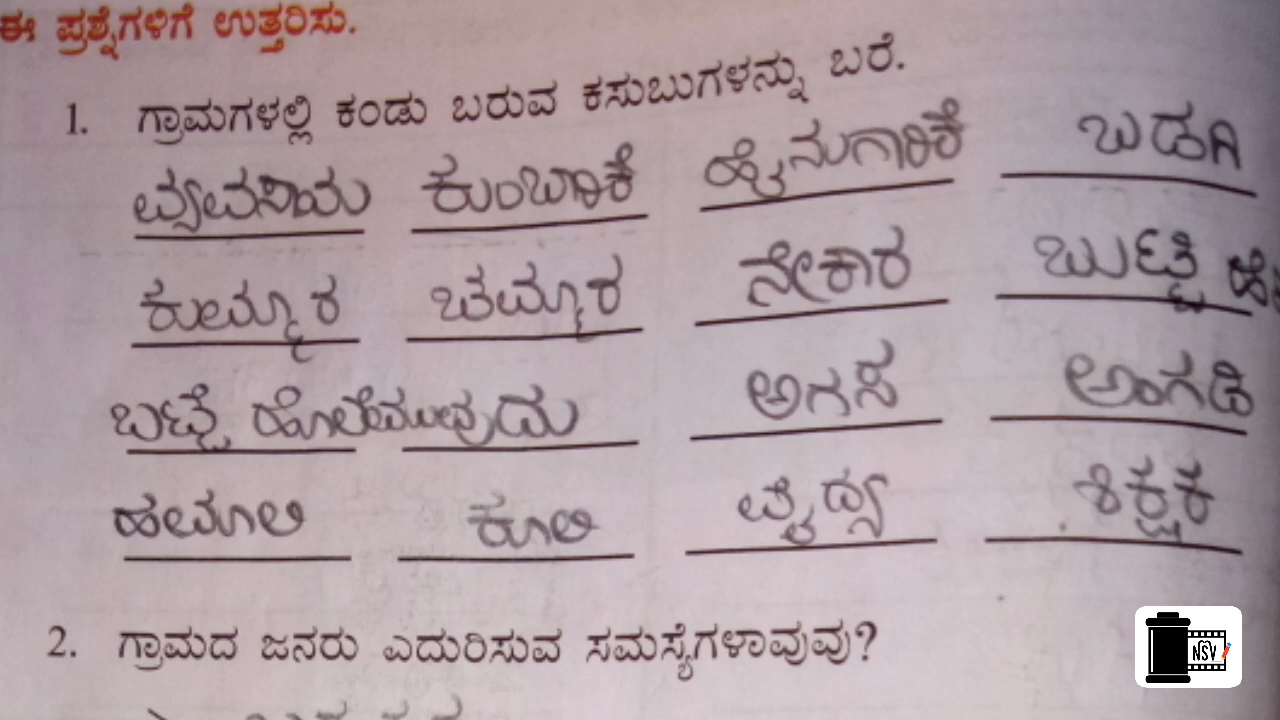 ಈ ಪ್ರಶ್ನೆಗಳಿಗೆ ಉತ್ತರಿಸು.
1. ಗ್ರಾಮಗಳಲ್ಲಿ ಕಂಡು ಬರುವ ಕಸುಬುಗಳನ್ನು ಬರೆ.
ವ್ಯವಸಾಯ ಕುಂಬಾರಿಕೆ ಹೈನುಗಾರಿಕೆ ಬಡಗಿ
ಕುಮ್ಮಾರ ಚಮ್ಮಾರ ನೇಕಾರ ಬುಟ್ಟಿ
ಬಟ್ಟೆ ಅಗಸ ಅಂಗಡಿ
ಹಮಾಲಿ ಕೂಲಿ ವೈದ್ಯ ಶಿಕ್ಷಕ
2. ಗ್ರಾಮದ ಜನರು ಎದುರಿಸುವ ಸಮಸ್ಯೆಗಳಾವುವು?
NSV